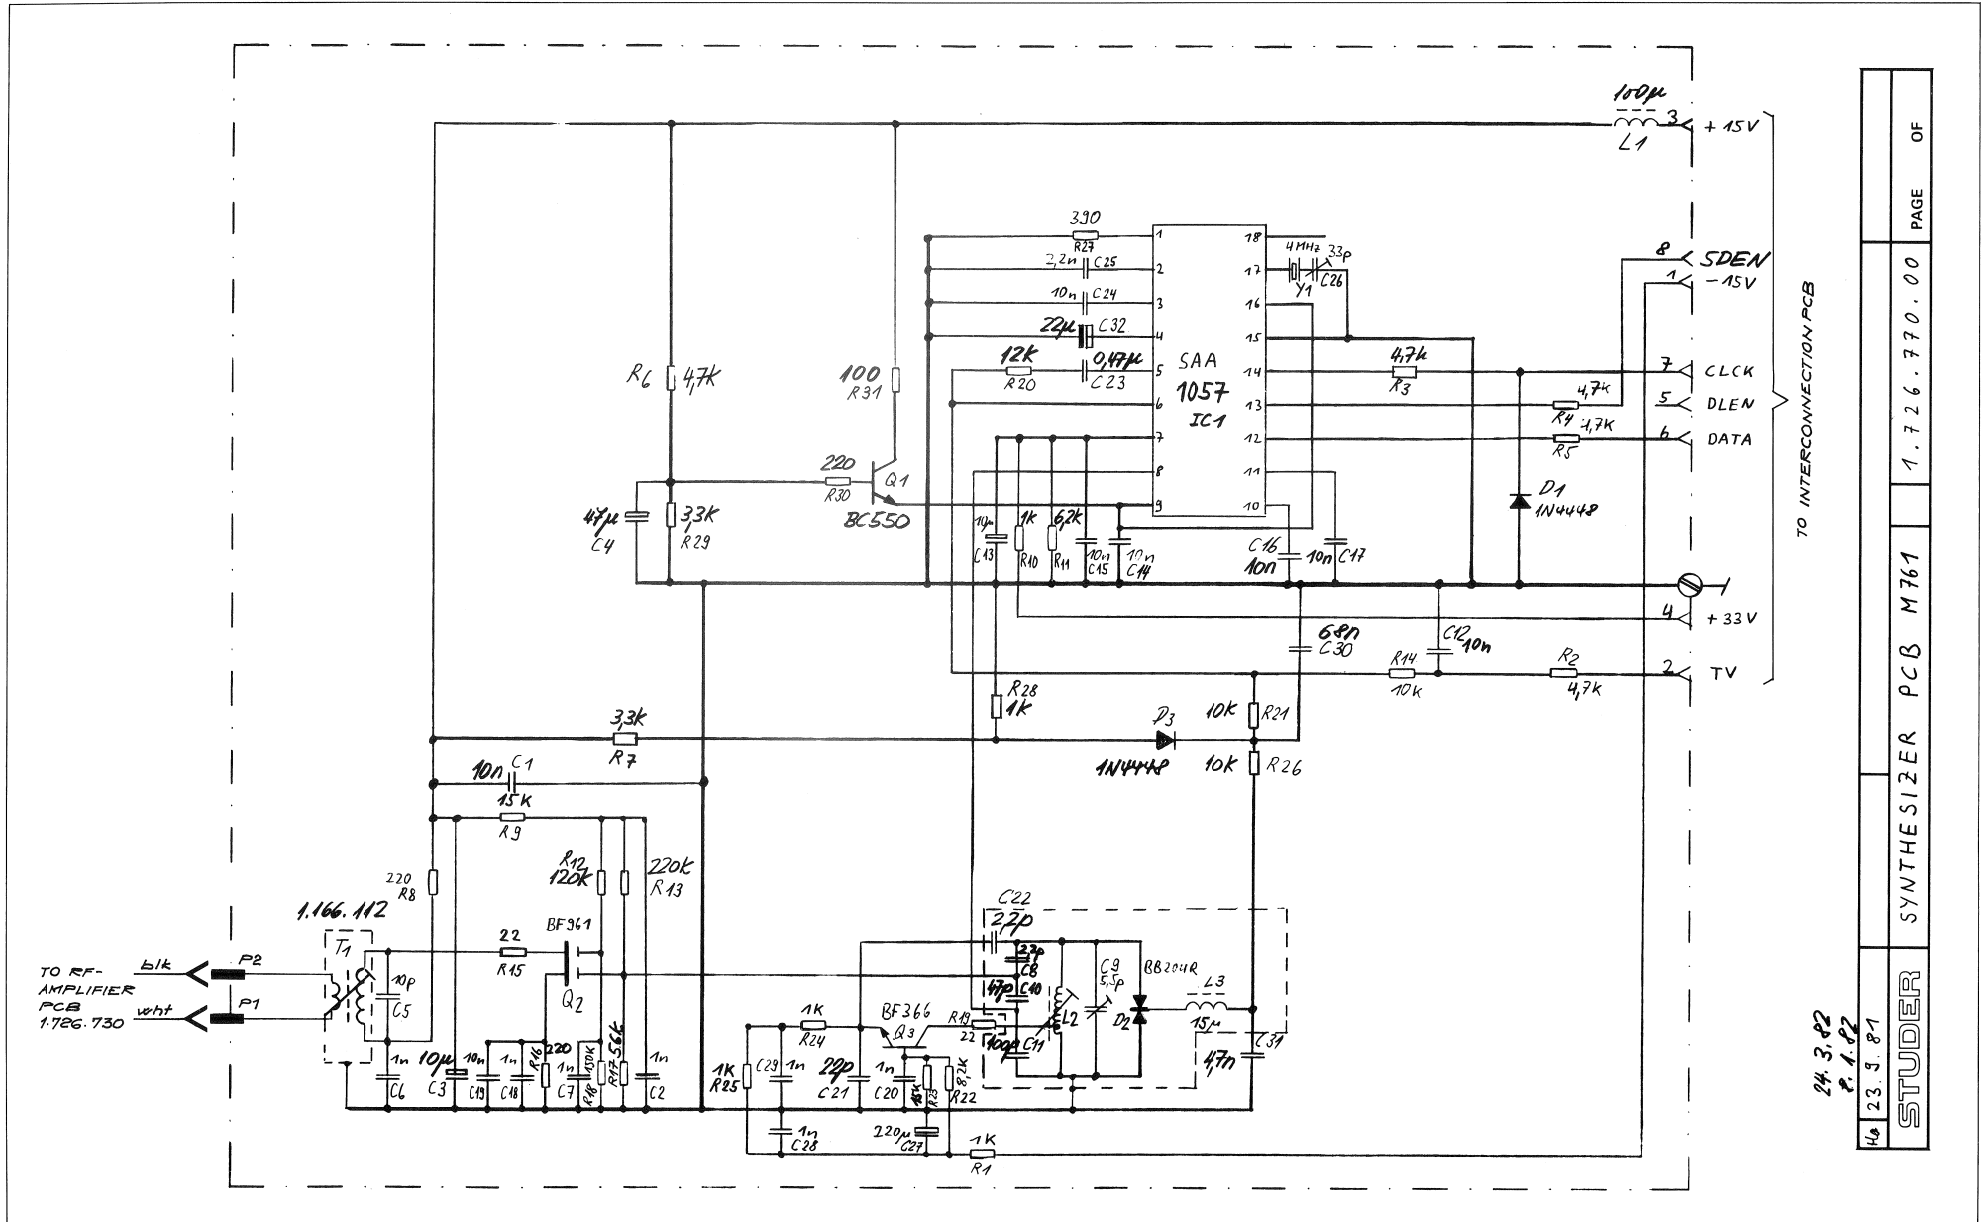 100µ
L1
3
+15V
390
R27
2,2n
C25
10n
C24
22µ
C32
12K
R20
0,47µ
C23
1
2
3
4
5
6
7
8
9
18
17
16
15
14
13
12
11
10
SAA
1057
IC1
4MHz
33p
Y1
C26
8
SDEN
1
-15V
4,7k
R3
7
CLCK
4,7K
R4
5
DLEN
4,7K
R5
6
DATA
D1
1N4448
R6
4,7K
100
R31
220
R30
Q1
BC550
47µ
C4
3,3K
R29
10µ
C13
1K
R10
6,2K
R11
10n
C15
10n
C14
C16
10n
10n
C17
4
+33V
68n
C30
C12
10n
R14
10K
R2
4,7K
2
TV
TO INTERCONNECTION PCB
R28
1K
3,3K
R7
D3
1N4448
10K
R21
10K
R26
10n
C1
15K
R9
220
R8
R12
120K
220K
R13
1.166.112
T1
P2
P1
blk
wht
TO RF-
AMPLIFIER
PCB
1.726.730
10p
C5
22
R15
BF961
Q2
1n
C6
10µ
C3
10n
C19
1n
C18
R16
220
1n
C7
150K
R18
56K
R17
1n
C2
C22
2,2p
22p
C8
47p
C10
100p
C11
L2
C9
5,5p
BB204R
D2
L3
15µ
C31
47n
1K
R24
BF366
Q3
R19
22
1K
R25
C29
1n
22p
C21
1n
C20
15K
R23
8,2K
R22
1n
C28
220µ
C27
1K
R1
PAGE OF
1.726.770.00
SYNTHESIZER PCB M761
STUDER
24.3.82
8.1.82
23.9.81
Ha